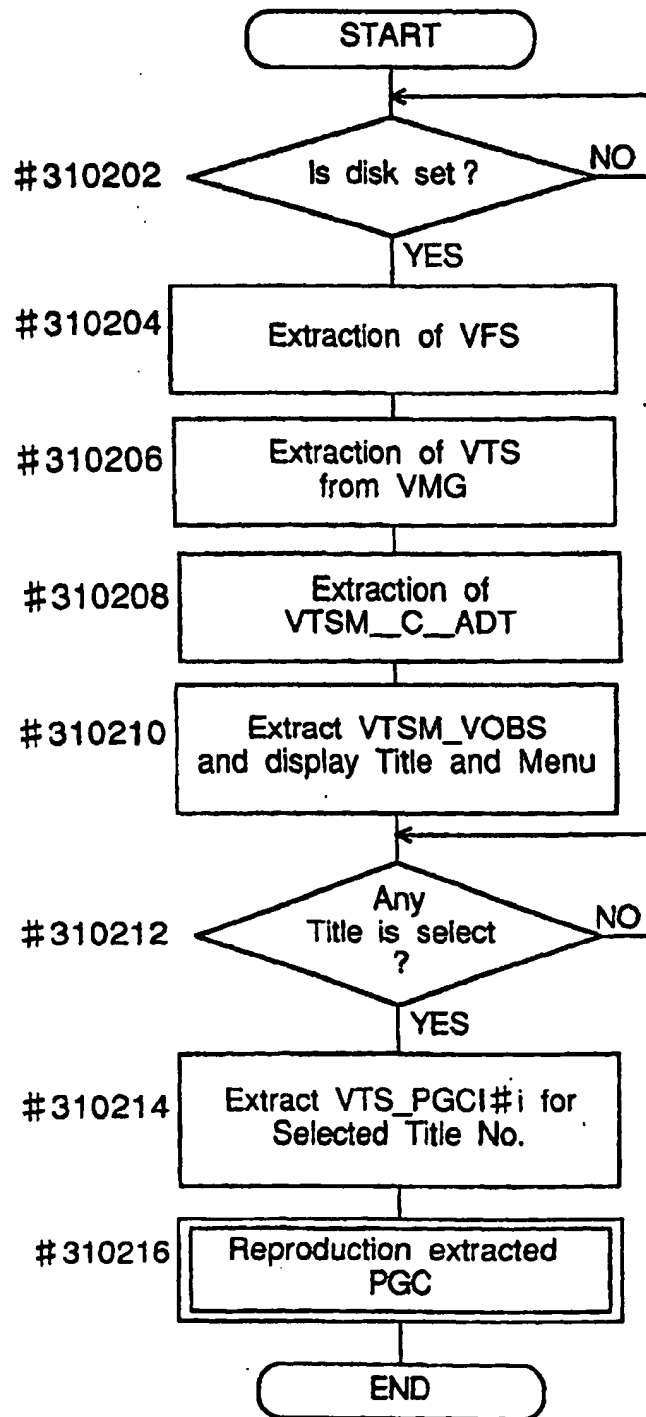 START
#310202
Is disk set?
NO
YES
#310204
Extraction of VFS
#310206
Extraction of VTS
from VMG
#310208
Extraction of
VTSM__C__ADT
#310210
Extract VTSM_VOBS
and display Title and Menu
#310212
Any
Title is select
?
NO
YES
#310214
Extract VTS_PGCI#i for
Selected Title No.
#310216
Reproduction extracted
PGC
END